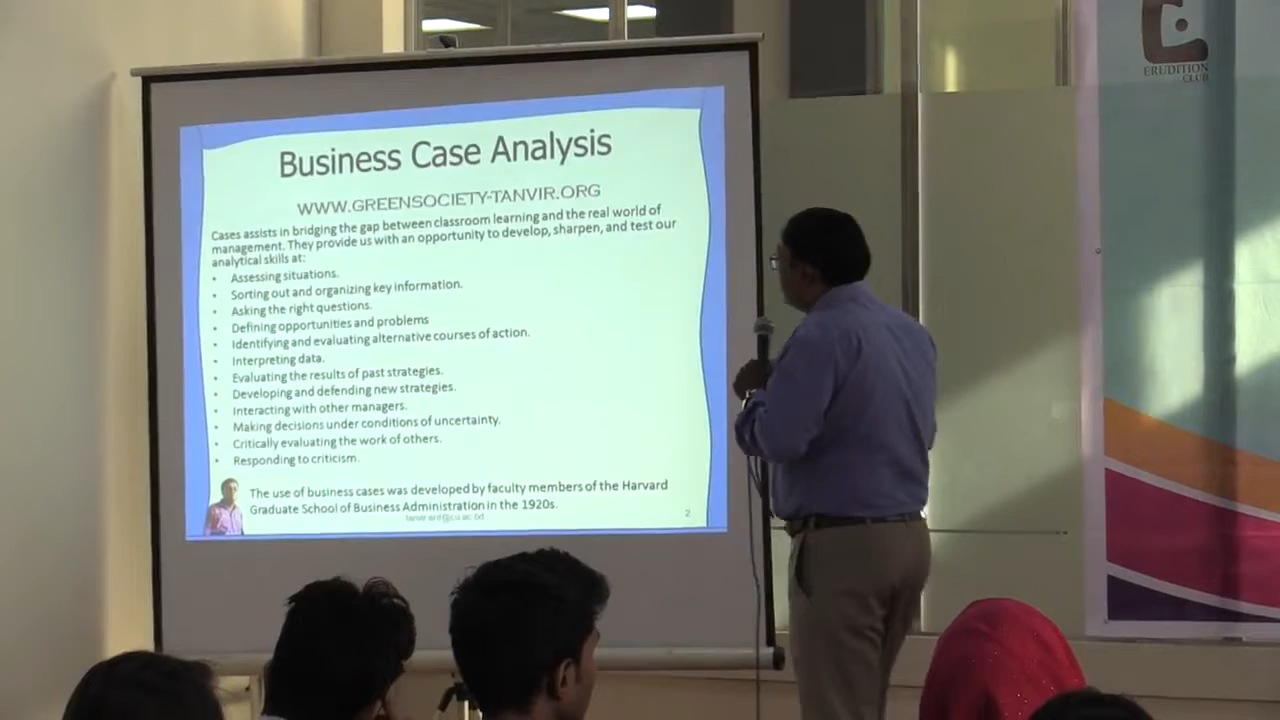 Business Case Analysis
WWW.GREENSOCIETY-TANVIR.ORG
Cases assists in bridging the gap between classroom learning and the real world of
management. They provide us with an opportunity to develop, sharpen, and test our
analytical skills at:
• Assessing situations.
• Sorting out and organizing key information.
• Asking the right questions.
• Defining opportunities and problems
• Identifying and evaluating alternative courses of action.
• Interpreting data.
• Evaluating the results of past strategies.
• Developing and defending new strategies.
• Interacting with other managers.
• Making decisions under conditions of uncertainty.
• Critically evaluating the work of others.
• Responding to criticism.
The use of business cases was developed by faculty members of the Harvard
Graduate School of Business Administration in the 1920s.
2
ERUDITION
CLUB